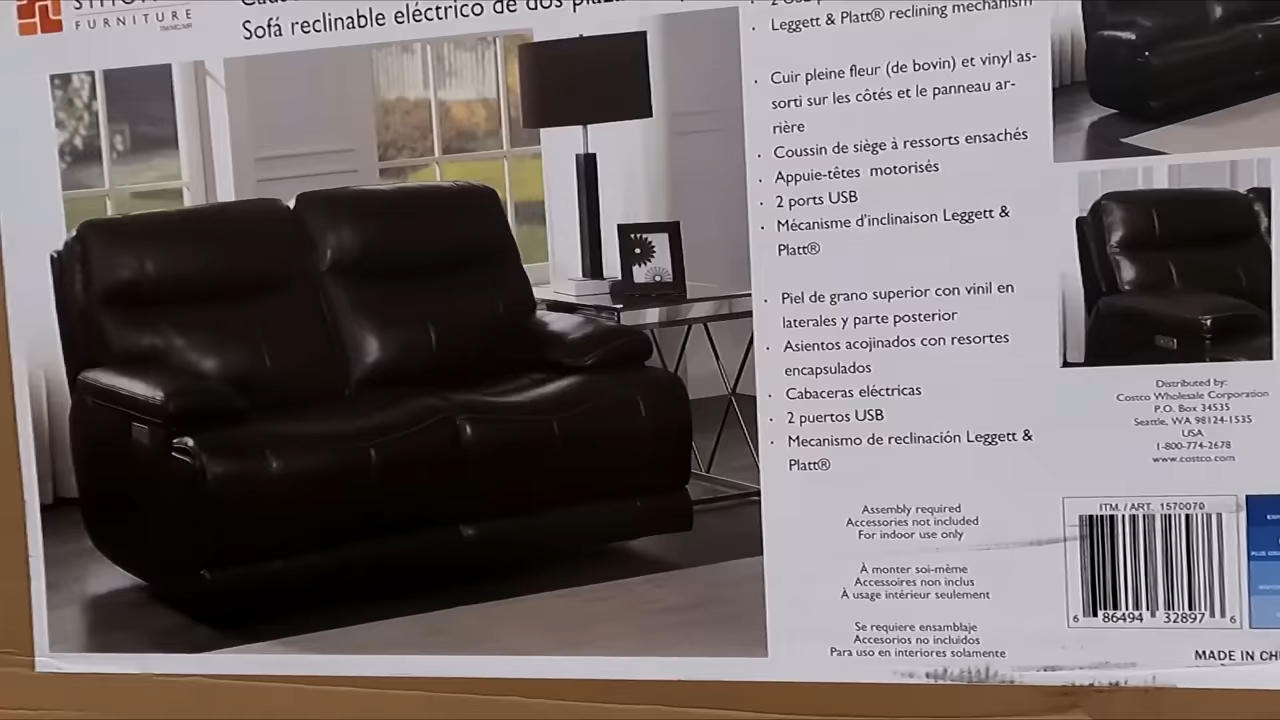 FURNITURE
Sofá reclinable eléctrico de dos
Leggett & Platt® reclining mechanism
• Cuir pleine fleur (de bovin) et vinyl as-
sorti sur les côtés et le panneau ar-
rière
• Coussin de siège à ressorts ensachés
• Appuie-têtes motorisés
• 2 ports USB
• Mécanisme d'inclinaison Leggett &
Platt®
• Piel de grano superior con vinil en
laterales y parte posterior
• Asientos acojinados con resortes
encapsulados
• Cabaceras eléctricas
• 2 puertos USB
• Mecanismo de reclinación Leggett &
Platt®
Assembly required
Accessories not included
For indoor use only
À monter soi-même
Accessoires non inclus
À usage intérieur seulement
Se requiere ensamblaje
Accesorios no incluidos
Para uso en interiores solamente
Distributed by:
Costco Wholesale Corporation
P.O. Box 34535
Seattle, WA 98124-1535
USA
1-800-774-2678
www.costco.com
ITM. / ART. 1570070
6 86494 32897 6
MADE IN